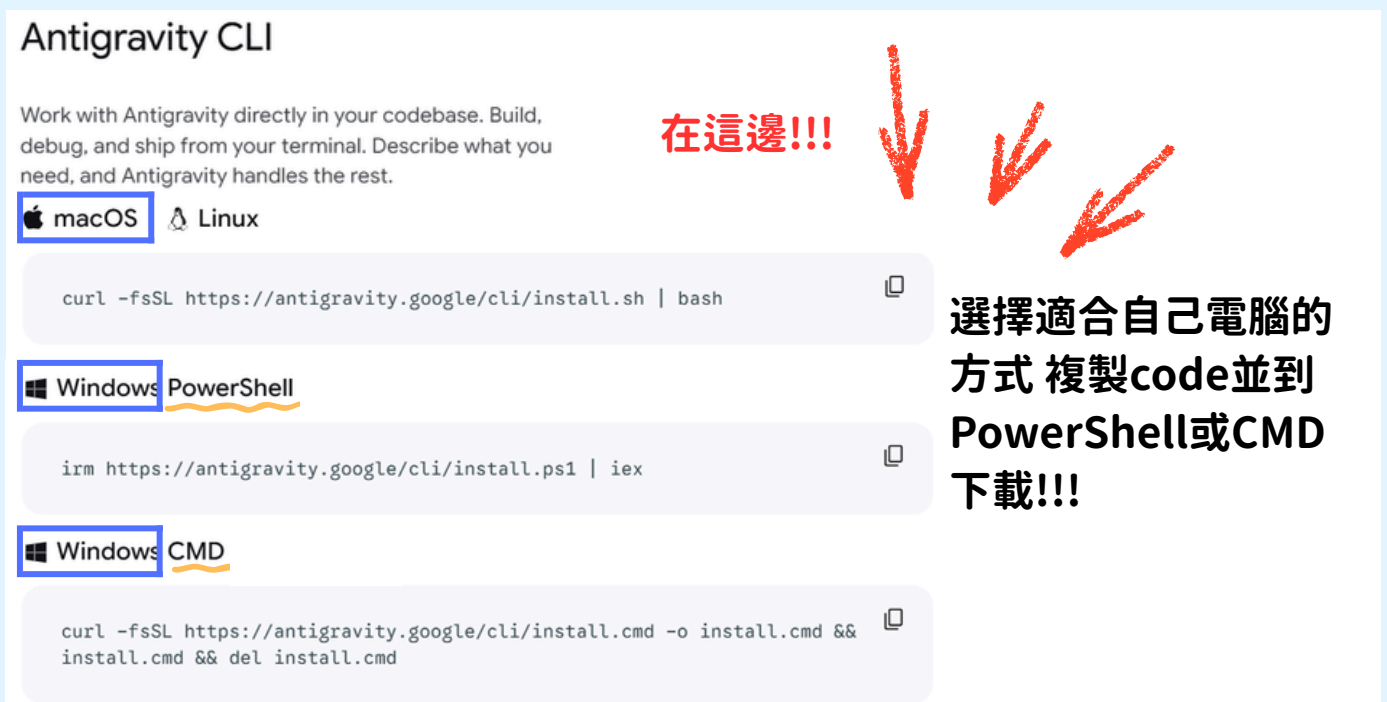 Antigravity CLI
Work with Antigravity directly in your codebase. Build,
debug, and ship from your terminal. Describe what you
need, and Antigravity handles the rest.
在這邊!!!
macOS Linux
curl -fsSL https://antigravity.google/cli/install.sh | bash
Windows PowerShell
irm https://antigravity.google/cli/install.ps1 | iex
Windows CMD
curl -fsSL https://antigravity.google/cli/install.cmd -o install.cmd &&
install.cmd && del install.cmd
選擇適合自己電腦的
方式 複製code並到
PowerShell或CMD
下載!!!